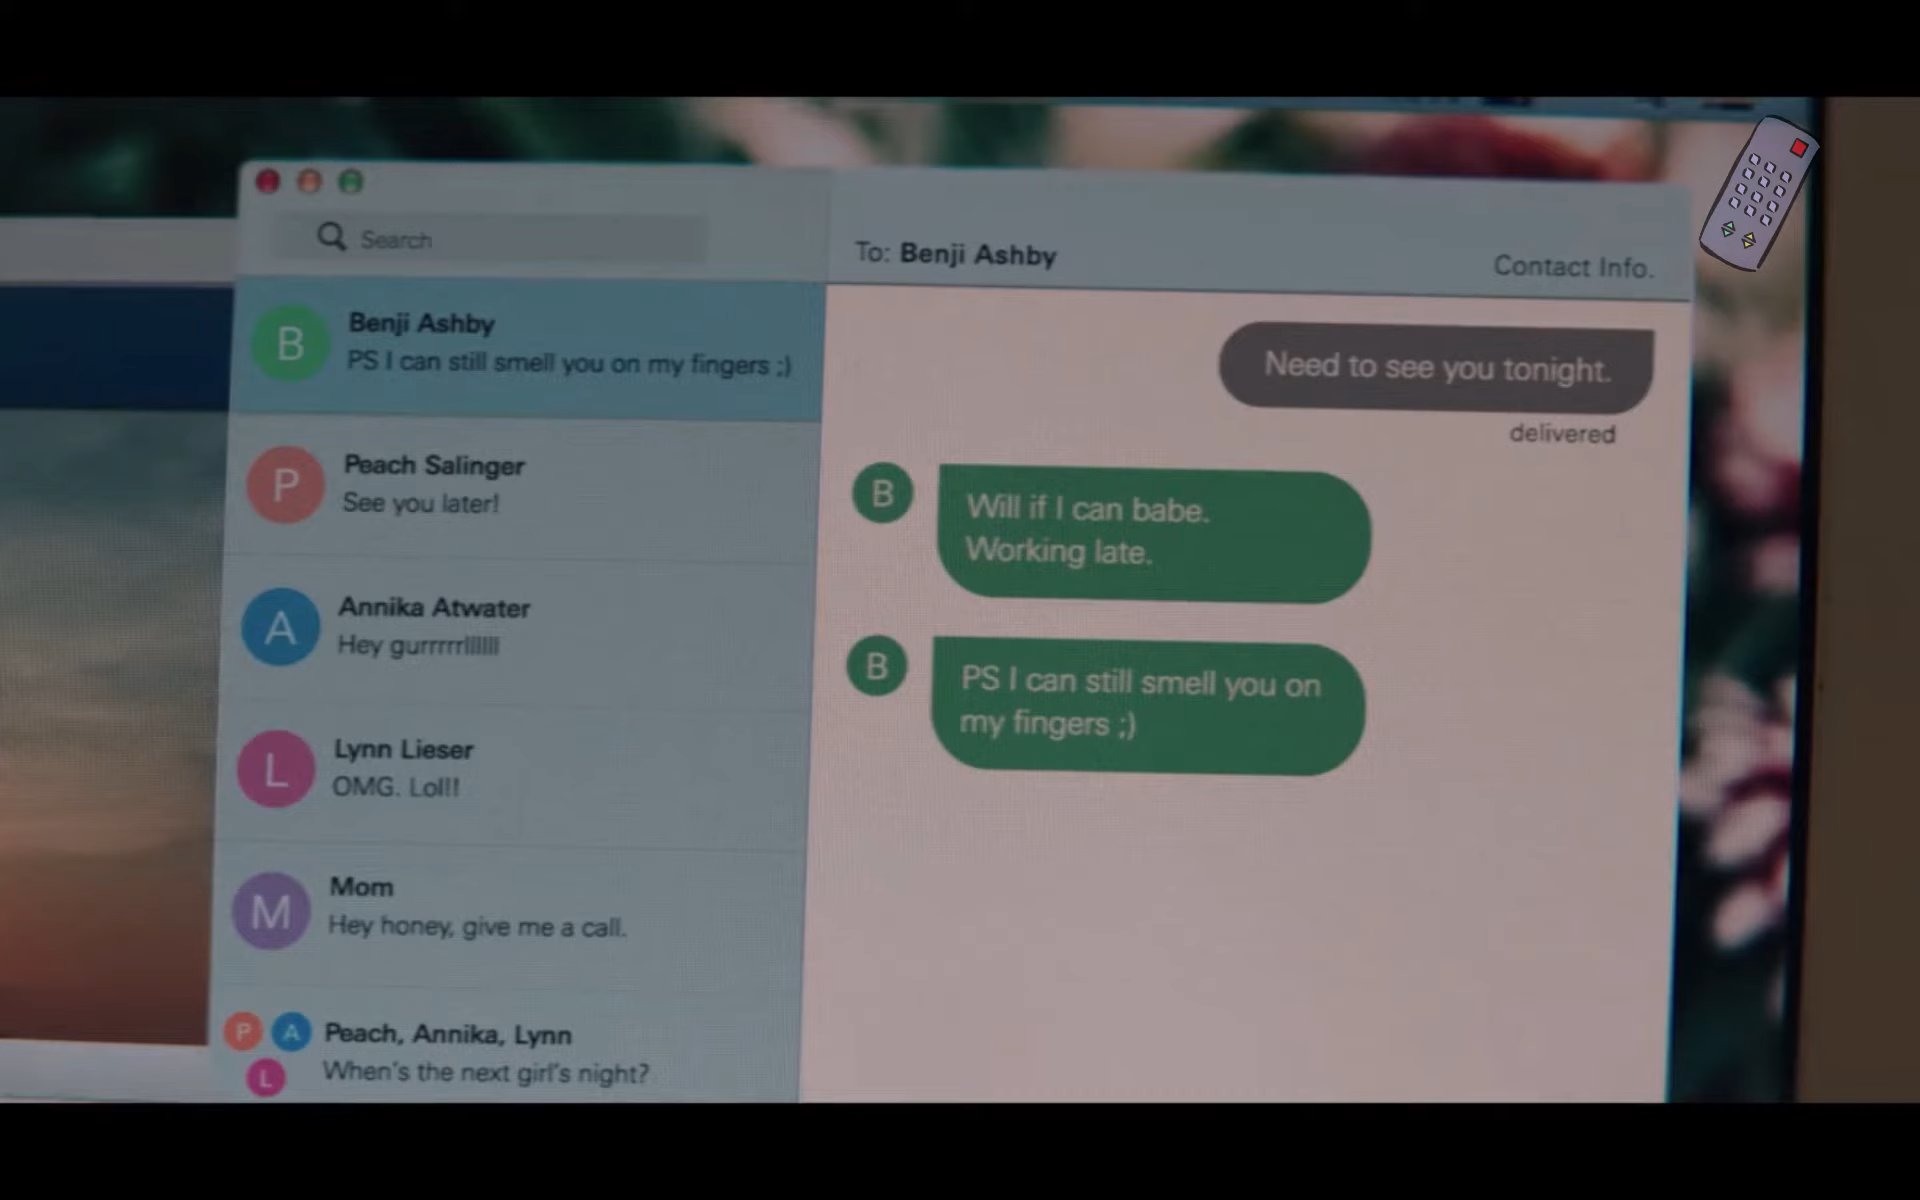 Search
Benji Ashby
PS I can still smell you on my fingers ;)
Peach Salinger
See you later!
Annika Atwater
Hey gurrrrrllllll
Lynn Lieser
OMG. Lol!!
Mom
Hey honey, give me a call.
Peach, Annika, Lynn
When's the next girl's night?
B
P
A
L
M
P
A
L
To: Benji Ashby
Contact Info.
Need to see you tonight.
delivered
B
Will if I can babe.
Working late.
B
PS I can still smell you on
my fingers ;)